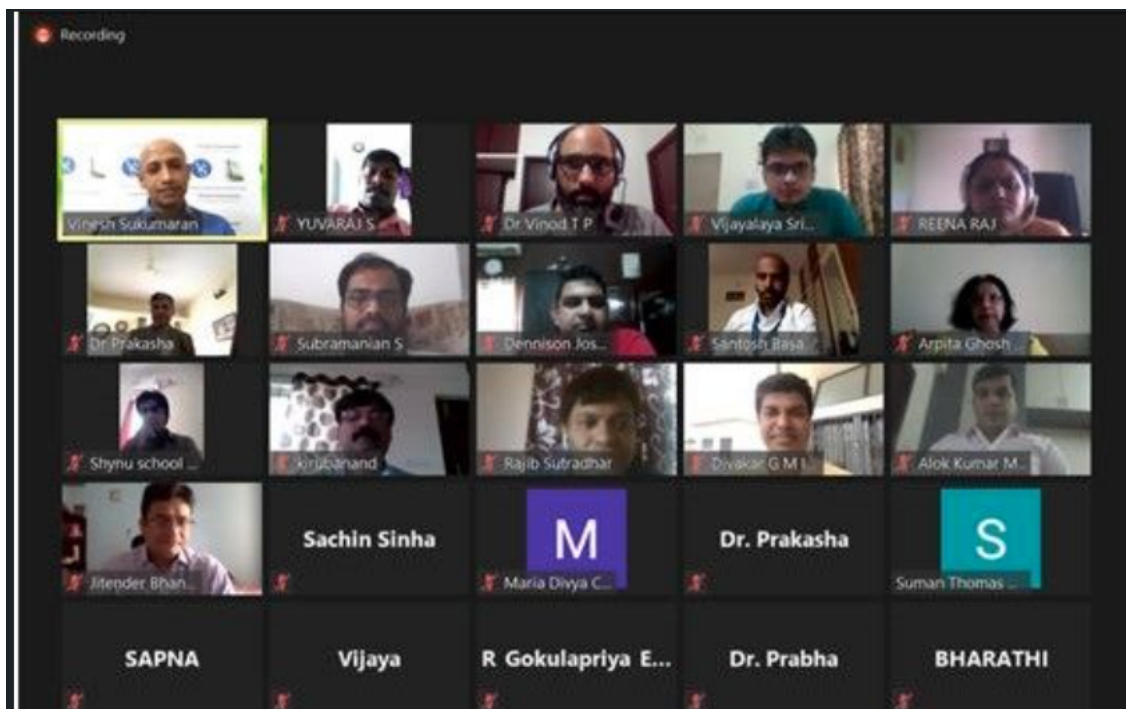 Recording
Vinesh Sukumaran
YUVARAJ S
Dr Vinod T P
Vijayalaya Sri...
REENA RAJ
Dr Prakasha
Subramanian S
Dennison Jos...
Santosh Basa
Arpita Ghosh ...
Shynu school ...
kirubanand
Rajib Sutradhar
Divakar G M
Alok Kumar M...
Jitender Bhan...
Sachin Sinha
M
Maria Divya C...
Dr. Prakasha
S
Suman Thomas ...
SAPNA
Vijaya
R Gokulapriya E...
Dr. Prabha
BHARATHI